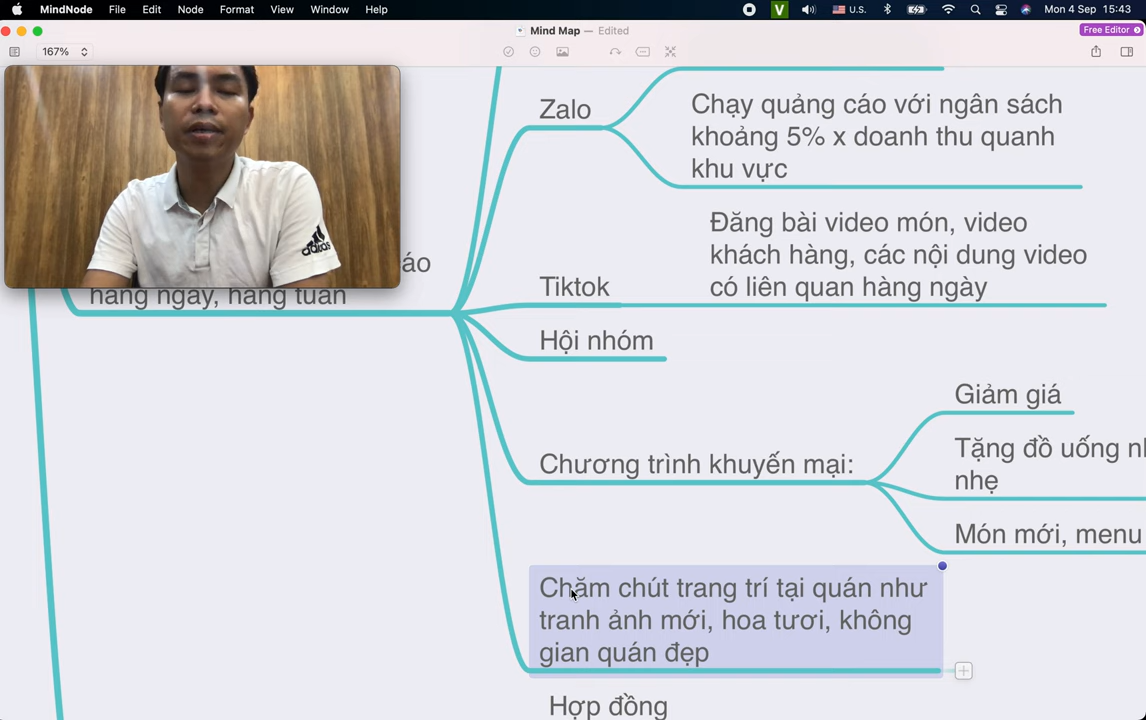 MindNode File Edit Node Format View Window Help
V U.S. Mon 4 Sep 15:43
Mind Map — Edited
Free Editor
167%
Zalo
Chạy quảng cáo với ngân sách
khoảng 5% x doanh thu quanh
khu vực
adidas
áo
hàng ngày, hàng tuần
Tiktok
Đăng bài video món, video
khách hàng, các nội dung video
có liên quan hàng ngày
Hội nhóm
Chương trình khuyến mại:
Giảm giá
Tặng đồ uống
nhẹ
Món mới, menu
Chăm chút trang trí tại quán như
tranh ảnh mới, hoa tươi, không
gian quán đẹp
Hợp đồng